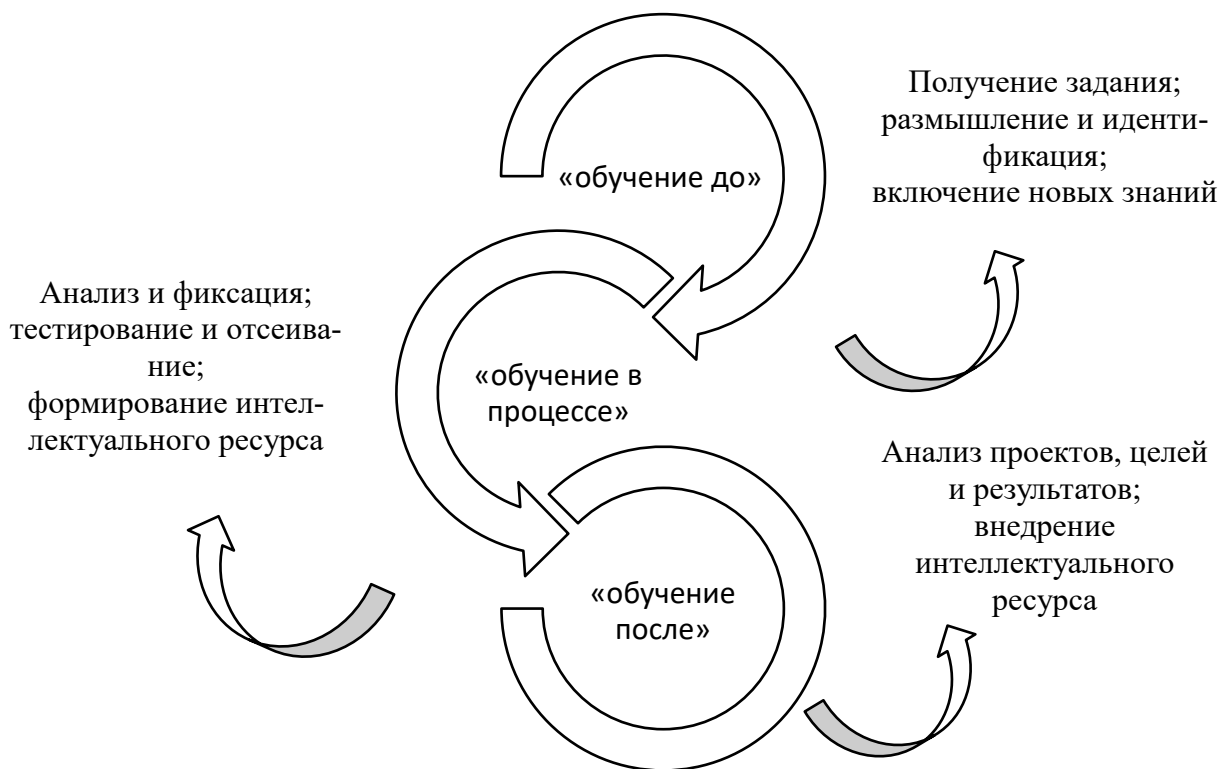 Получение задания;
размышление и иденти-
фикация;
включение новых знаний
«обучение до»
Анализ и фиксация;
тестирование и отсеива-
ние;
формирование интел-
лектуального ресурса
«обучение в
процессе»
Анализ проектов, целей
и результатов;
внедрение
интеллектуального
ресурса
«обучение
после»